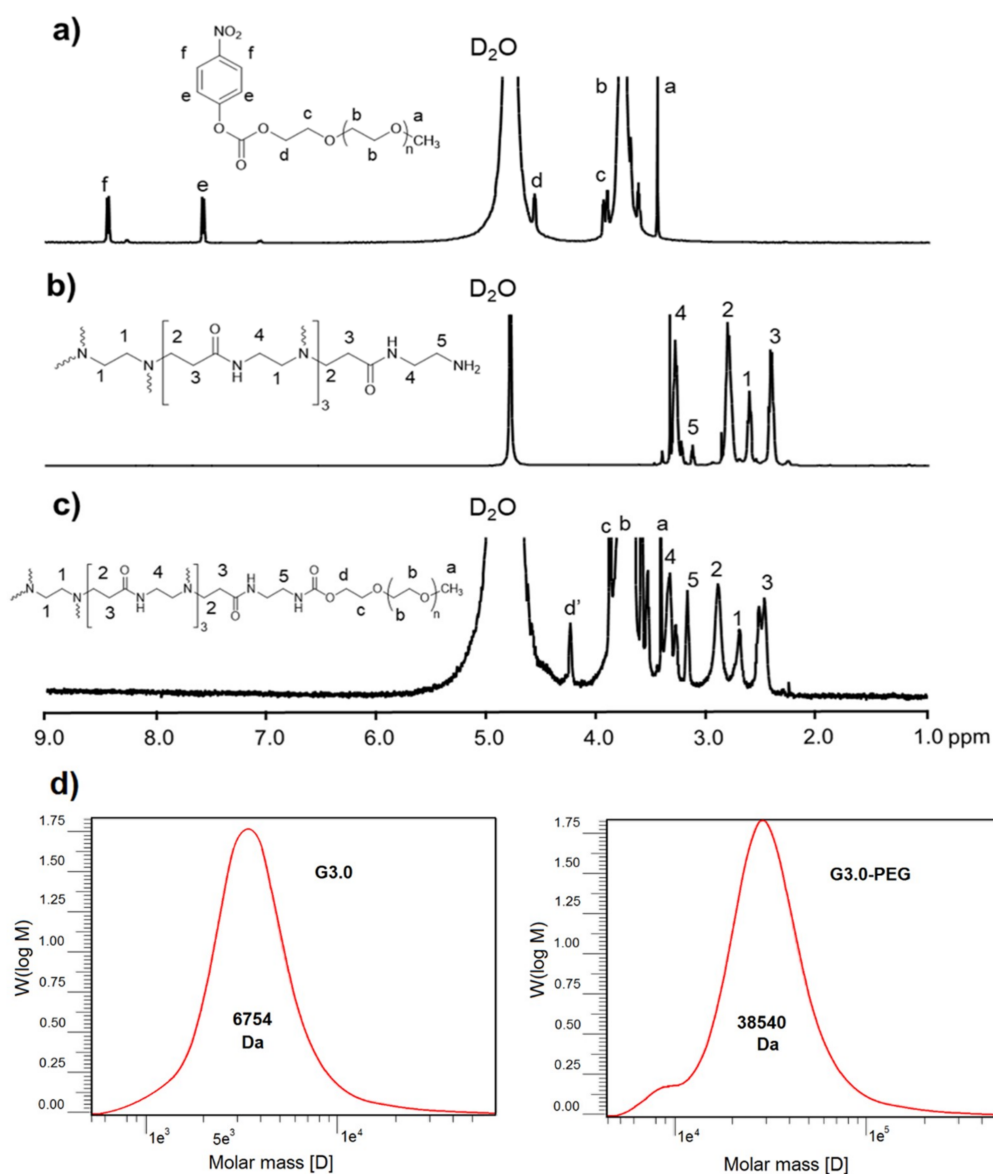 a)
D₂O
NO₂
f f
e e
O O O
c b a
O CH₃
d O b n
f e d c b a
b)
D₂O
1 2 O 4 3 5
N N N H N N H NH₂
1 3 1 3 2 O 4
4 5 2 1 3
c)
D₂O
1 2 O 4 3 H 5 O d b a
N N N H N N H N H O O O CH₃
1 3 3 2 O c b n
d' c b a 4 5 2 1 3
9.0 8.0 7.0 6.0 5.0 4.0 3.0 2.0 1.0 ppm
d)
W(log M)
1.75
1.50
1.25
1.00
0.75
0.50
0.25
0.00
G3.0
6754
Da
1e³ 5e³ 1e⁴
Molar mass [D]
W(log M)
1.75
1.50
1.25
1.00
0.75
0.50
0.25
0.00
G3.0-PEG
38540
Da
1e⁴ 1e⁵
Molar mass [D]